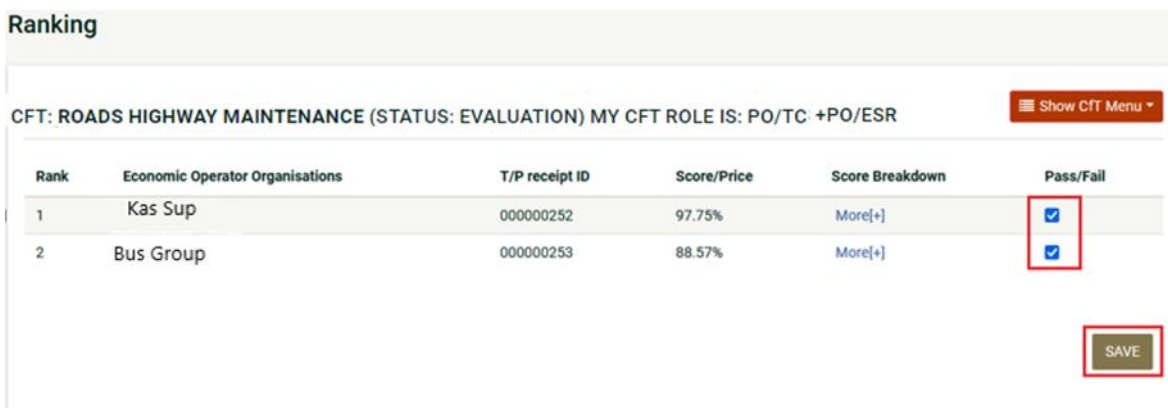 Ranking
CFT: ROADS HIGHWAY MAINTENANCE (STATUS: EVALUATION) MY CFT ROLE IS: PO/TC +PO/ESR
Show CfT Menu
Rank Economic Operator Organisations T/P receipt ID Score/Price Score Breakdown Pass/Fail
1 Kas Sup 000000252 97.75% More[+]
2 Bus Group 000000253 88.57% More[+]
SAVE